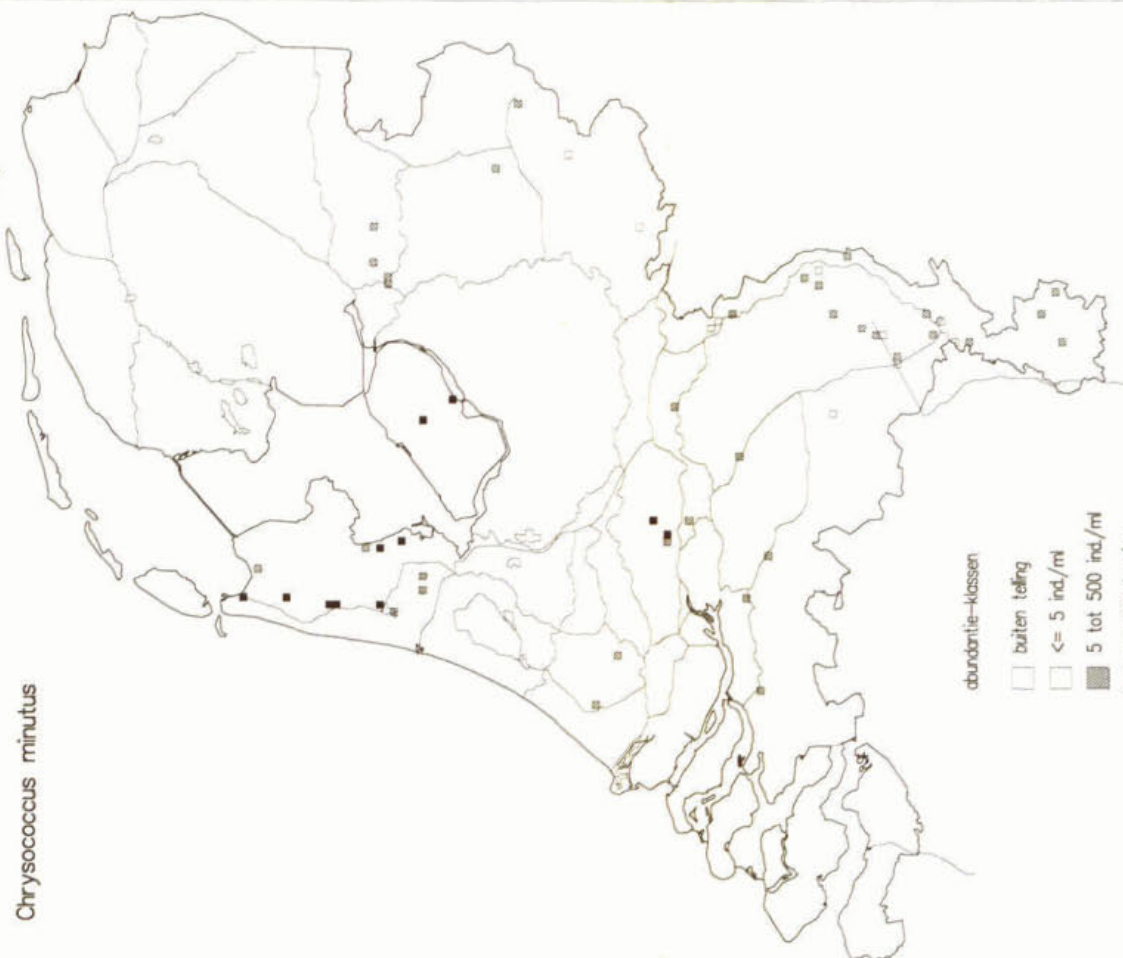 Chrysococcus minutus
abundantie-klassen
buiten telling
<= 5 ind./ml
5 tot 500 ind./ml